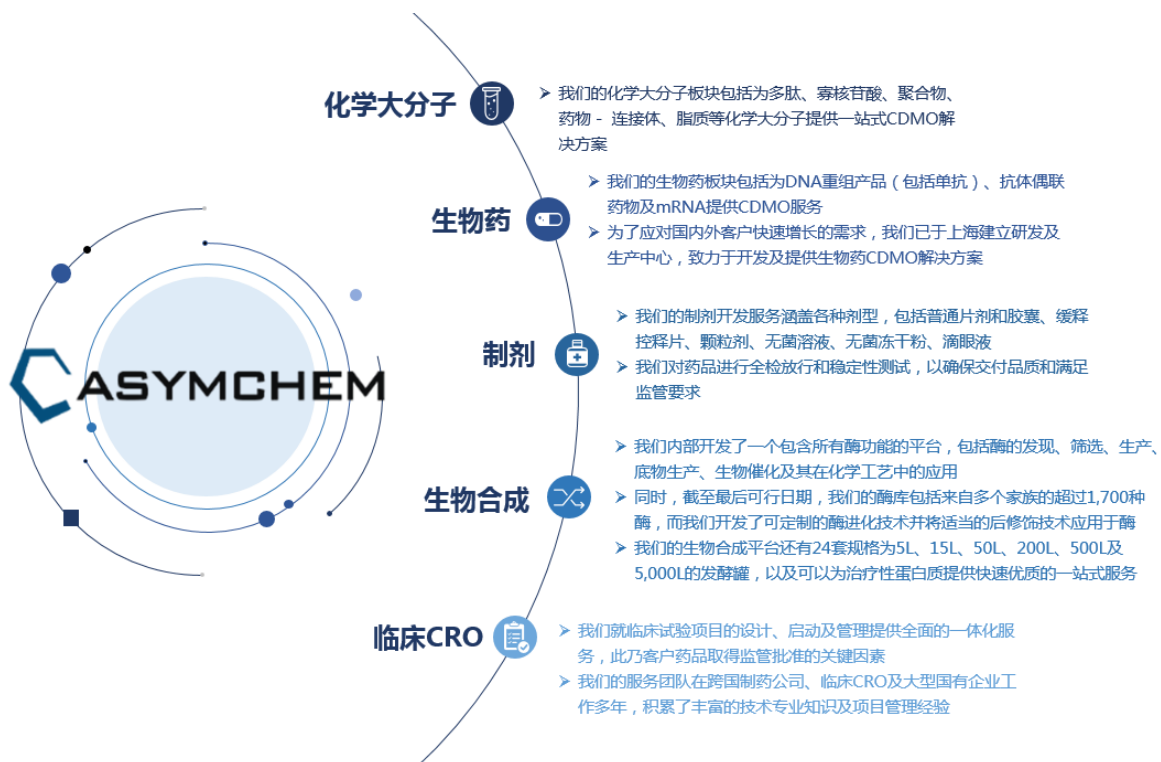 ASYMCHEM
化学大分子
➢ 我们的化学大分子板块包括为多肽、寡核苷酸、聚合物、
药物 - 连接体、脂质等化学大分子提供一站式CDMO解
决方案
生物药
➢ 我们的生物药板块包括为DNA重组产品（包括单抗）、抗体偶联
药物及mRNA提供CDMO服务
➢ 为了应对国内外客户快速增长的需求，我们已于上海建立研发及
生产中心，致力于开发及提供生物药CDMO解决方案
制剂
➢ 我们的制剂开发服务涵盖各种剂型，包括普通片剂和胶囊、缓释
控释片、颗粒剂、无菌溶液、无菌冻干粉、滴眼液
➢ 我们对药品进行全检放行和稳定性测试，以确保交付品质和满足
监管要求
生物合成
➢ 我们内部开发了一个包含所有酶功能的平台，包括酶的发现、筛选、生产、
底物生产、生物催化及其在化学工艺中的应用
➢ 同时，截至最后可行日期，我们的酶库包括来自多个家族的超过1,700种
酶，而我们开发了可定制的酶进化技术并将适当的后修饰技术应用于酶
➢ 我们的生物合成平台还有24套规格为5L、15L、50L、200L、500L及
5,000L的发酵罐，以及可以为治疗性蛋白质提供快速优质的一站式服务
临床CRO
➢ 我们就临床试验项目的设计、启动及管理提供全面的一体化服
务，此乃客户药品取得监管批准的关键因素
➢ 我们的服务团队在跨国制药公司、临床CRO及大型国有企业工
作多年，积累了丰富的技术专业知识及项目管理经验